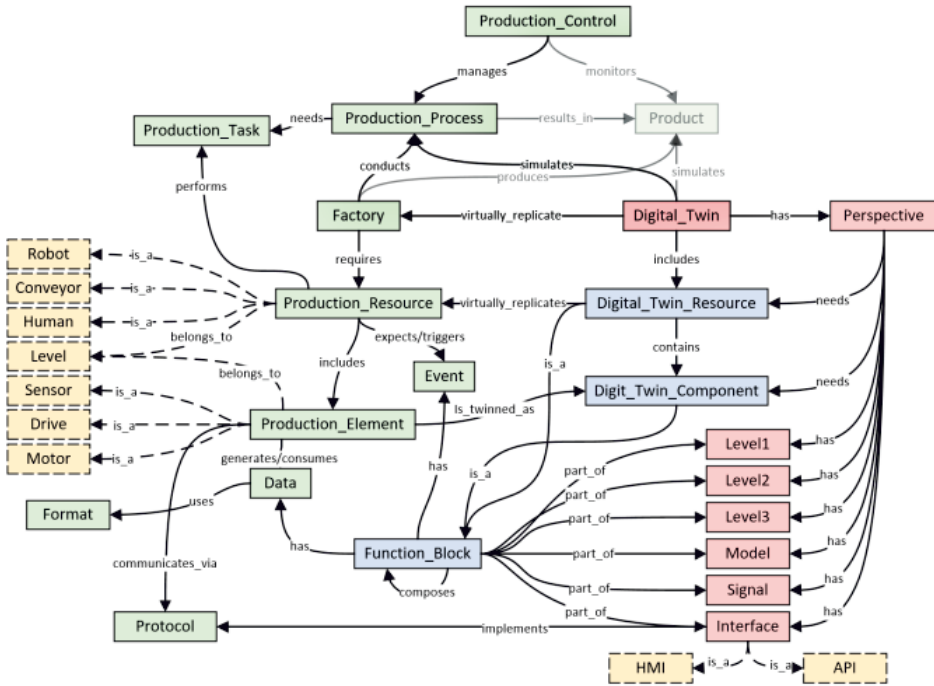 Production_Control
manages
monitors
Production_Task
needs
Production_Process
results_in
Product
conducts
simulates
produces
simulates
performs
Factory
virtually_replicate
Digital_Twin
has
Perspective
requires
includes
Robot
is_a
Conveyor
is_a
Production_Resource
virtually_replicates
Digital_Twin_Resource
needs
Human
is_a
belongs_to
expects/triggers
Level
includes
is_a
contains
belongs_to
Event
Sensor
is_a
Digit_Twin_Component
needs
Is_twinned_as
Drive
is_a
Production_Element
Level1
has
Motor
is_a
generates/consumes
has
is_a
part_of
Data
Level2
has
uses
part_of
Format
part_of
Level3
has
has
Function_Block
part_of
Model
has
communicates_via
composes
part_of
Signal
has
part_of
has
Protocol
implements
Interface
HMI
is_a
is_a
API